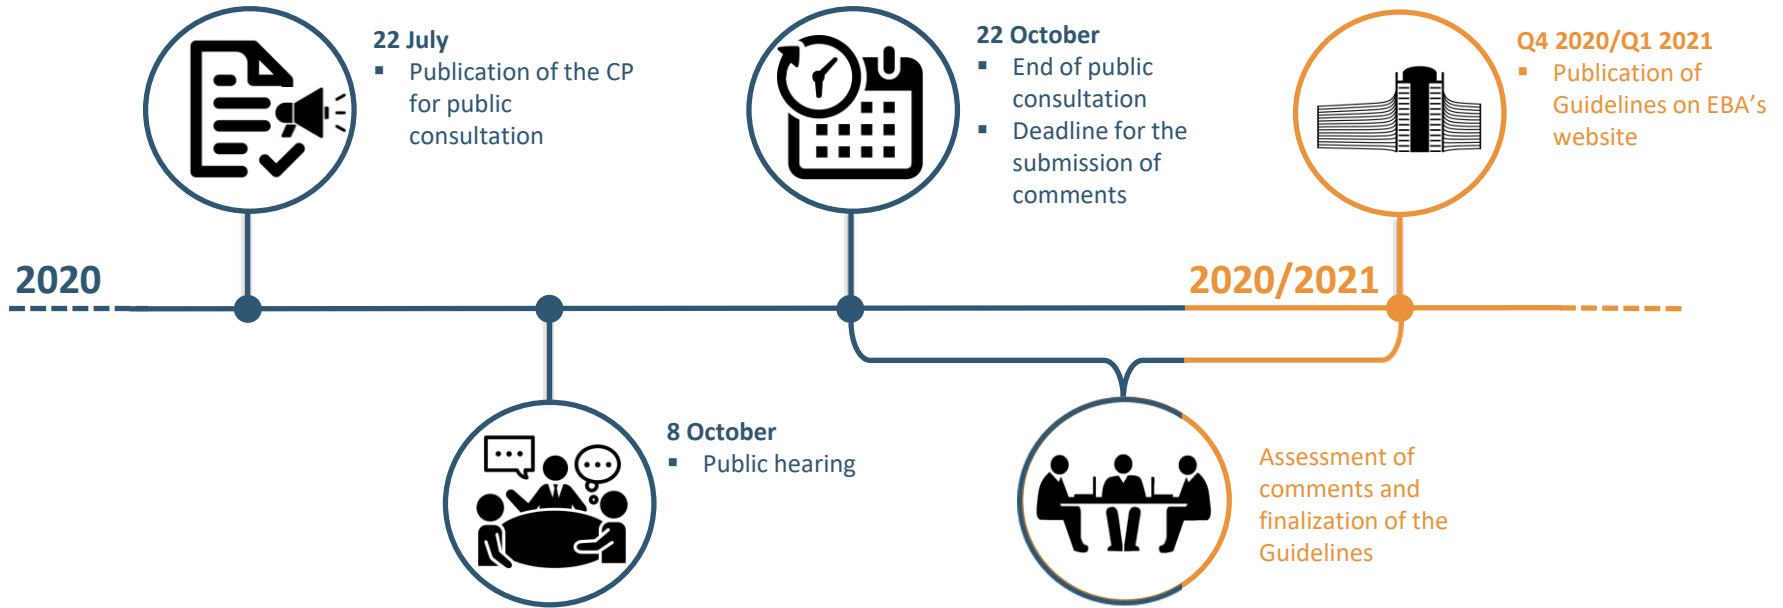 22 July
▪ Publication of the CP
for public
consultation
22 October
▪ End of public
consultation
▪ Deadline for the
submission of
comments
Q4 2020/Q1 2021
▪ Publication of
Guidelines on EBA's
website
2020
2020/2021
8 October
▪ Public hearing
Assessment of
comments and
finalization of the
Guidelines